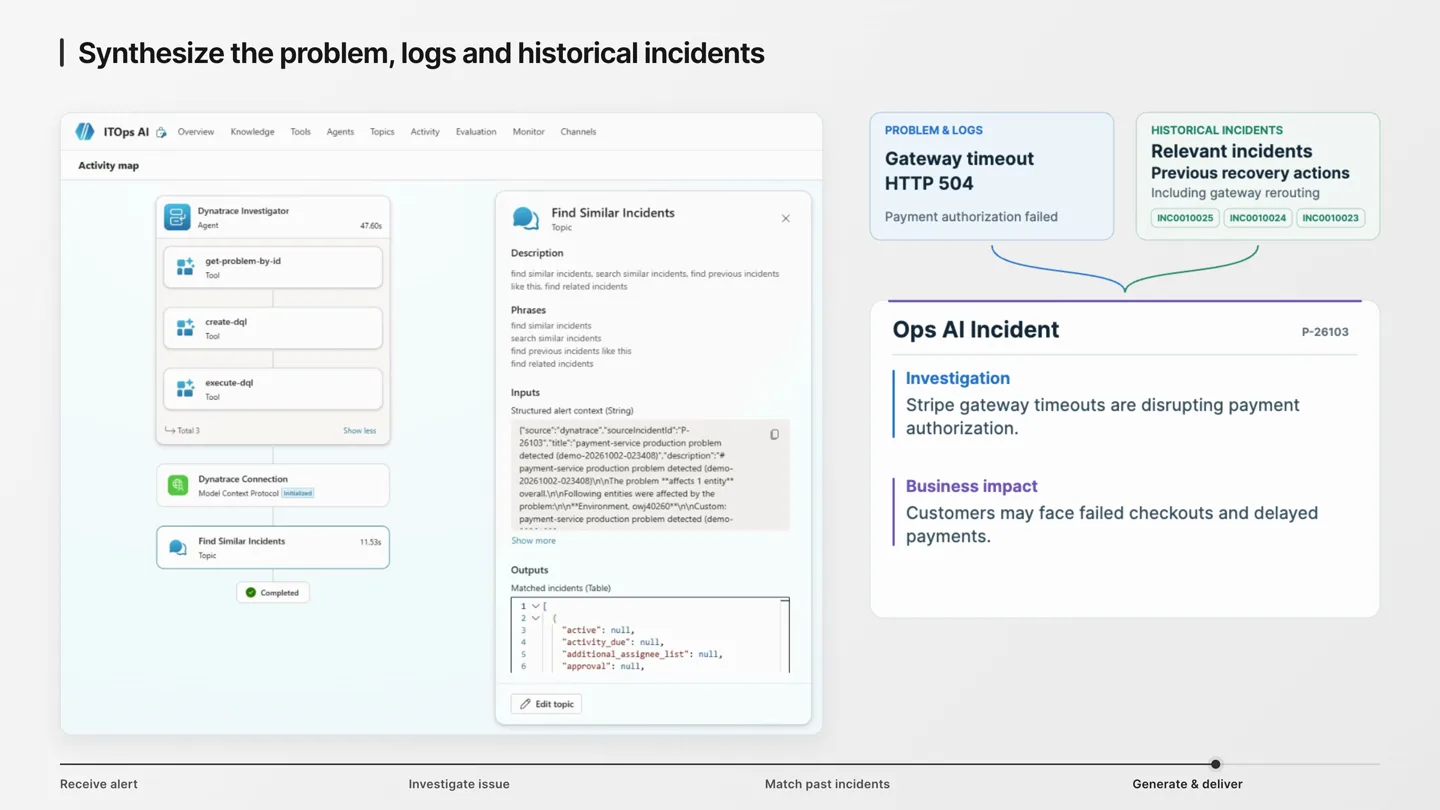 Synthesize the problem, logs and historical incidents
ITOps AI
Overview
Knowledge
Tools
Agents
Topics
Activity
Evaluation
Monitor
Channels
Activity map
Dynatrace Investigator
Agent
47.60s
get-problem-by-id
Tool
create-dql
Tool
execute-dql
Tool
Total 3
Show less
Dynatrace Connection
Model Context Protocol Initialized
Find Similar Incidents
Topic
11.53s
Completed
Find Similar Incidents
Topic
Description
find similar incidents, search similar incidents, find previous incidents
like this, find related incidents
Phrases
find similar incidents
search similar incidents
find previous incidents like this
find related incidents
Inputs
Structured alert context (String)
{"source":"dynatrace","sourceIncidentId":"P-
26103","title":"payment-service production problem
detected (demo-20261002-023408)","description":"#
payment-service production problem detected (demo-
20261002-023408)\n\nThe problem **affects 1 entity**
overall.\n\nFollowing entities were affected by the
problem:\n\n**Environment, owj40260**\n\nCustom:
payment-service production problem detected (demo-
Show more
Outputs
Matched incidents (Table)
1 [
2 {
3 "active": null,
4 "activity_due": null,
5 "additional_assignee_list": null,
6 "approval": null,
Edit topic
PROBLEM & LOGS
Gateway timeout
HTTP 504
Payment authorization failed
HISTORICAL INCIDENTS
Relevant incidents
Previous recovery actions
Including gateway rerouting
INC0010025
INC0010024
INC0010023
Ops AI Incident
P-26103
Investigation
Stripe gateway timeouts are disrupting payment
authorization.
Business impact
Customers may face failed checkouts and delayed
payments.
Receive alert
Investigate issue
Match past incidents
Generate & deliver